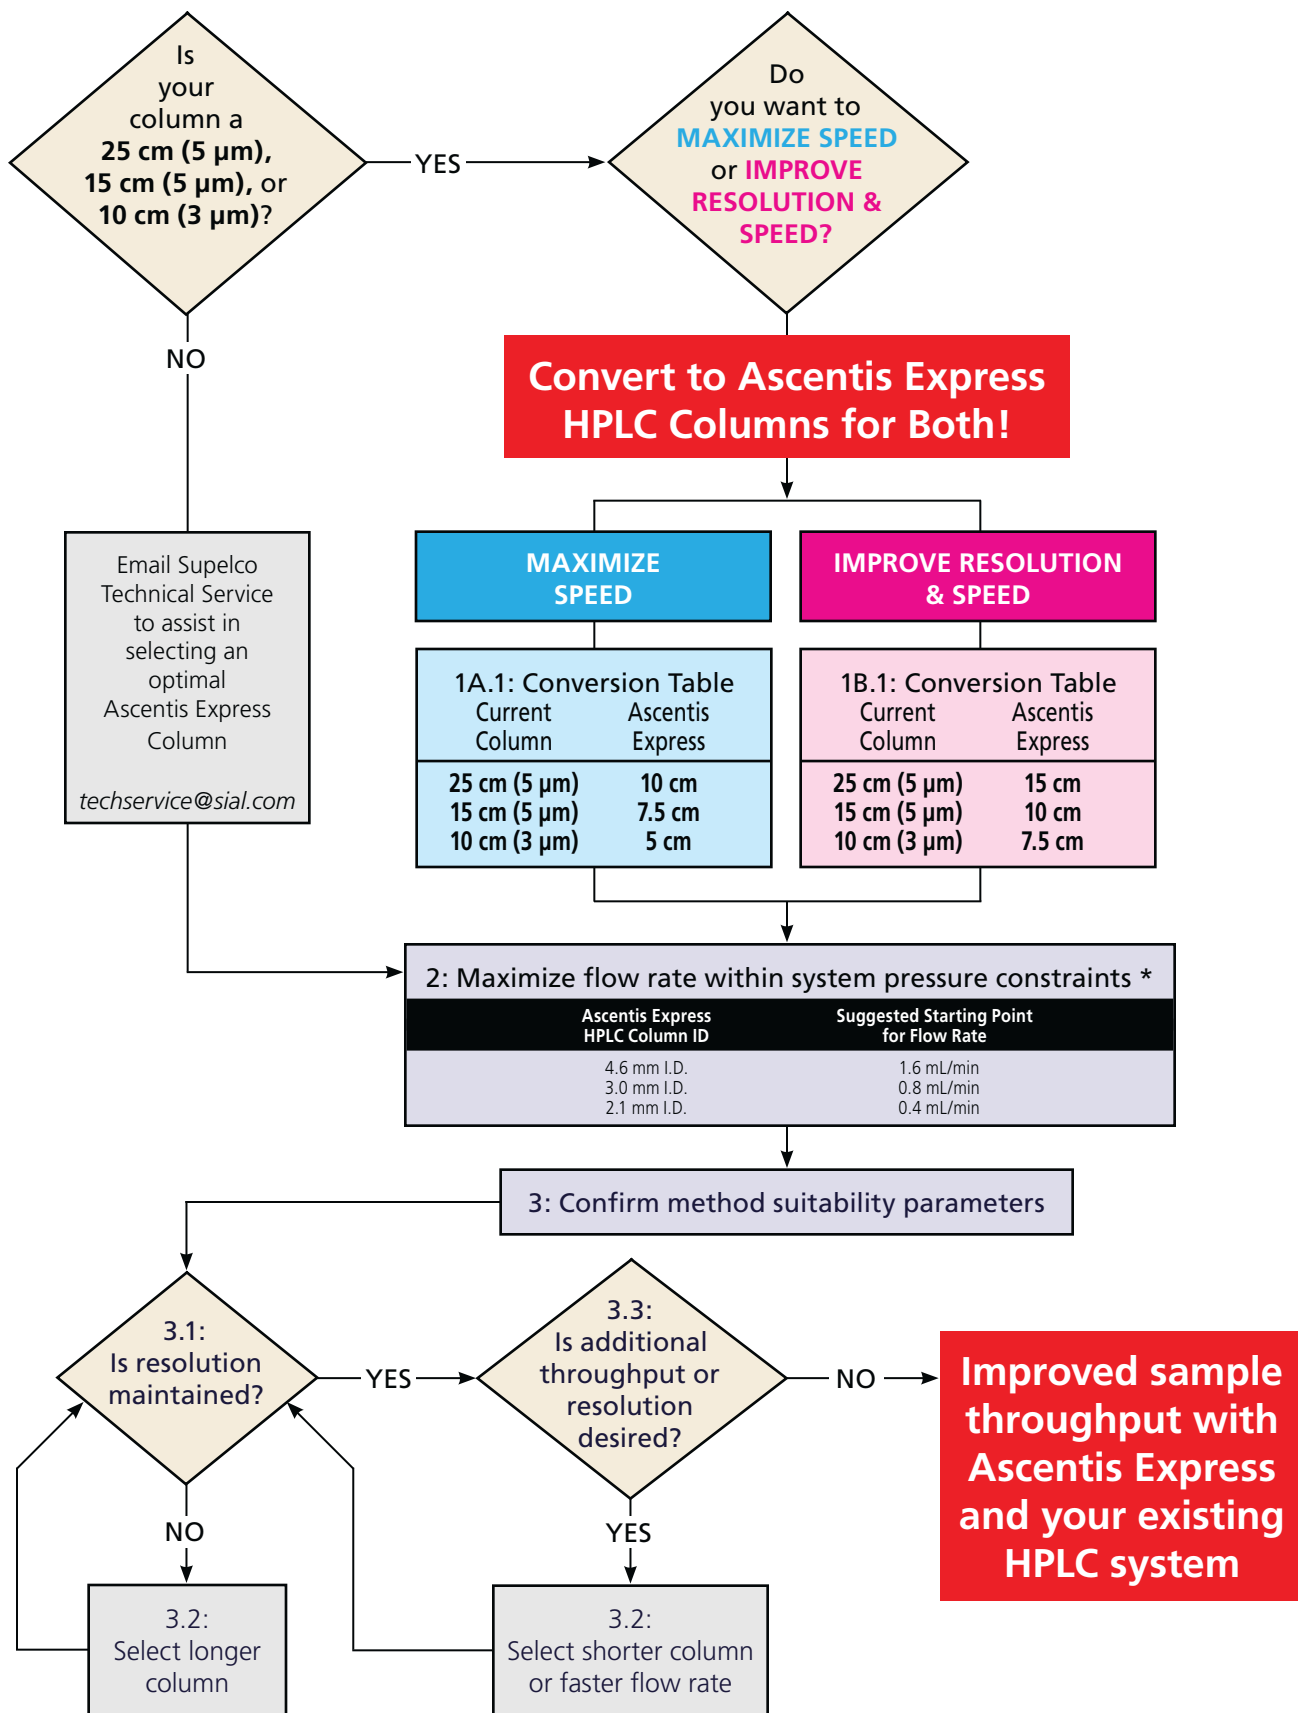 Is
your
column a
25 cm (5 µm),
15 cm (5 µm), or
10 cm (3 µm)?
YES
Do
you want to
MAXIMIZE SPEED
or IMPROVE
RESOLUTION &
SPEED?
NO
Convert to Ascentis Express
HPLC Columns for Both!
Email Supelco
Technical Service
to assist in
selecting an
optimal
Ascentis Express
Column
techservice@sial.com
MAXIMIZE
SPEED
1A.1: Conversion Table
Current Ascentis
Column Express
25 cm (5 µm) 10 cm
15 cm (5 µm) 7.5 cm
10 cm (3 µm) 5 cm
IMPROVE RESOLUTION
& SPEED
1B.1: Conversion Table
Current Ascentis
Column Express
25 cm (5 µm) 15 cm
15 cm (5 µm) 10 cm
10 cm (3 µm) 7.5 cm
2: Maximize flow rate within system pressure constraints *
Ascentis Express Suggested Starting Point
HPLC Column ID for Flow Rate
4.6 mm I.D. 1.6 mL/min
3.0 mm I.D. 0.8 mL/min
2.1 mm I.D. 0.4 mL/min
3: Confirm method suitability parameters
3.1:
Is resolution
maintained?
YES
3.3:
Is additional
throughput or
resolution
desired?
NO
Improved sample
throughput with
Ascentis Express
and your existing
HPLC system
NO
YES
3.2:
Select longer
column
3.2:
Select shorter column
or faster flow rate